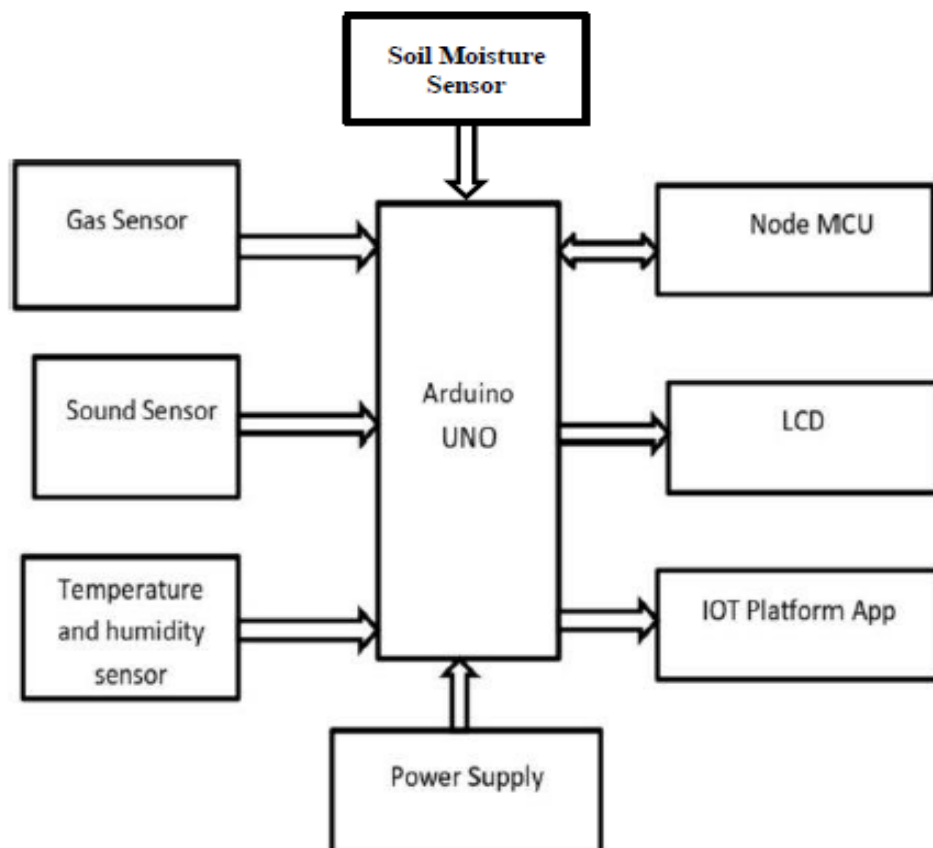 Soil Moisture
Sensor
Gas Sensor
Node MCU
Sound Sensor
Arduino
UNO
LCD
Temperature
and humidity
sensor
IOT Platform App
Power Supply